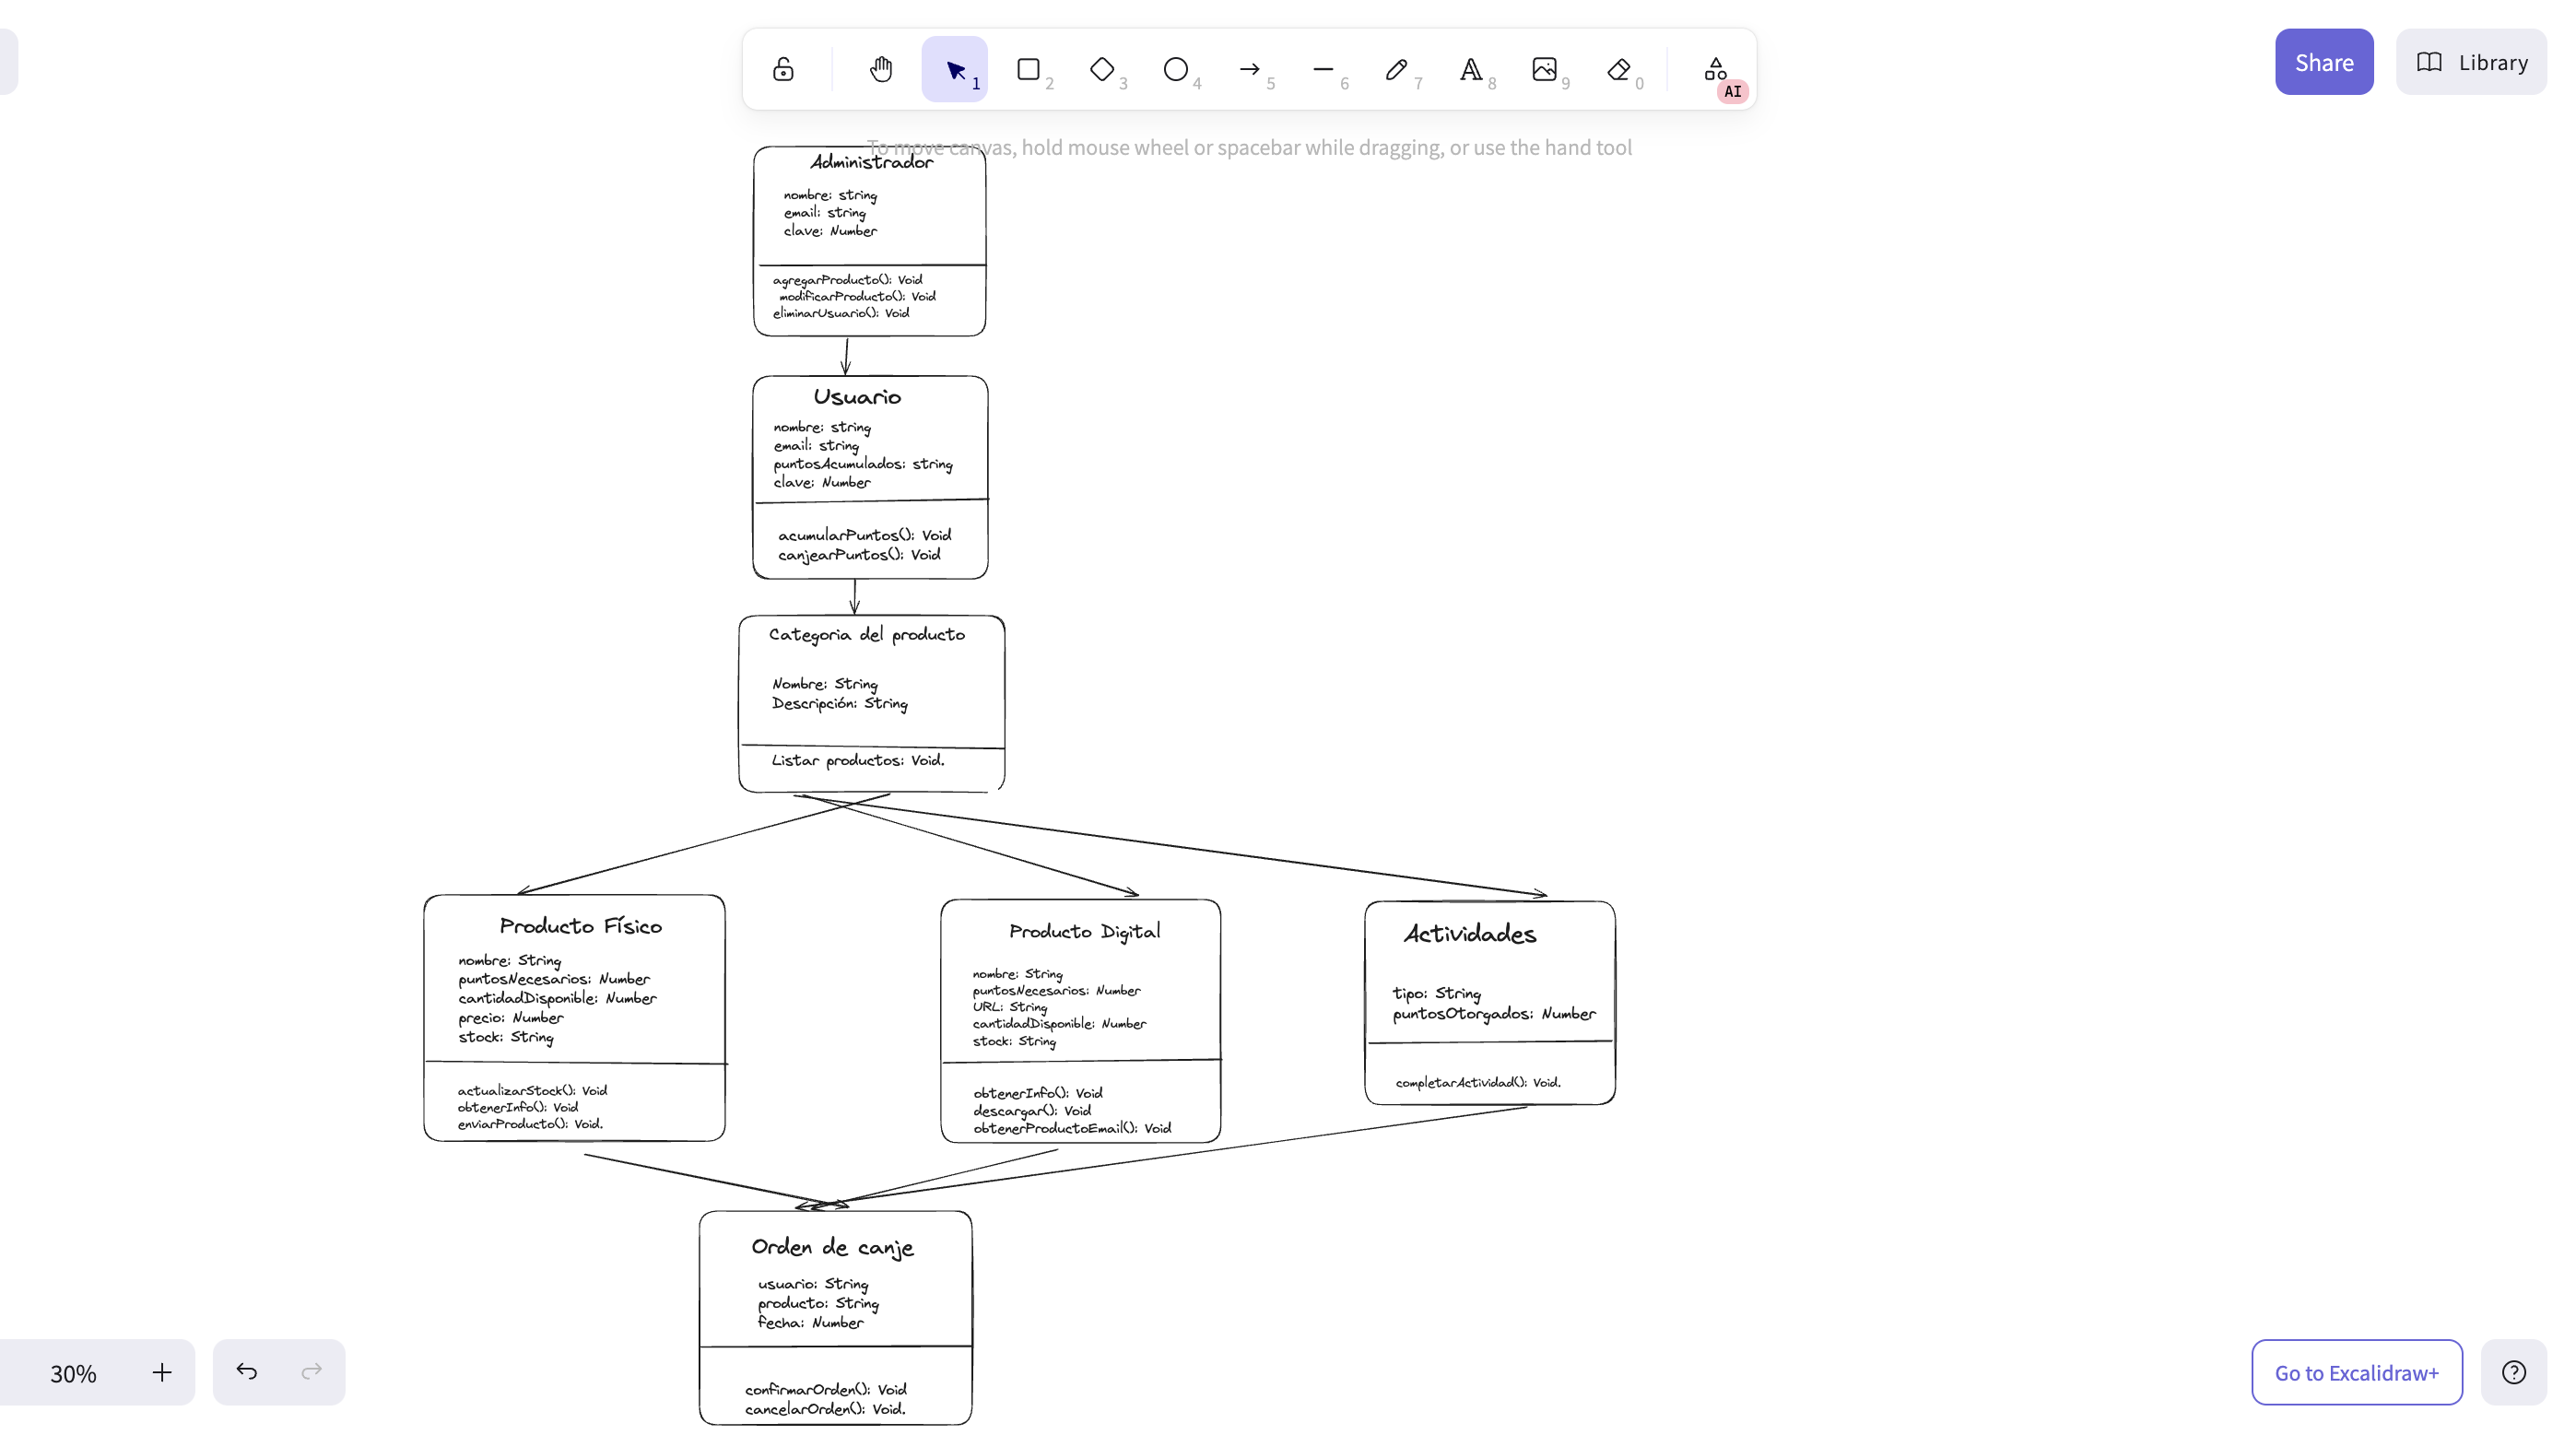 1
2
3
4
5
6
7
8
9
0
AI
Share
Library
To move canvas, hold mouse wheel or spacebar while dragging, or use the hand tool
Administrador
nombre: string
email: string
clave: Number
agregarProducto(): Void
modificarProducto(): Void
eliminarUsuario(): Void
Usuario
nombre: string
email: string
puntosAcumulados: string
clave: Number
acumularPuntos(): Void
canjearPuntos(): Void
Categoria del producto
Nombre: String
Descripción: String
Listar productos: Void.
Producto Físico
nombre: String
puntosNecesarios: Number
cantidadDisponible: Number
precio: Number
stock: String
actualizarStock(): Void
obtenerInfo(): Void
enviarProducto(): Void.
Producto Digital
nombre: String
puntosNecesarios: Number
URL: String
cantidadDisponible: Number
stock: String
obtenerInfo(): Void
descargar(): Void
obtenerProductoEmail(): Void
Actividades
tipo: String
puntosOtorgados: Number
completarActividad(): Void.
Orden de canje
usuario: String
producto: String
fecha: Number
confirmarOrden(): Void
cancelarOrden(): Void.
30%
Go to Excalidraw+